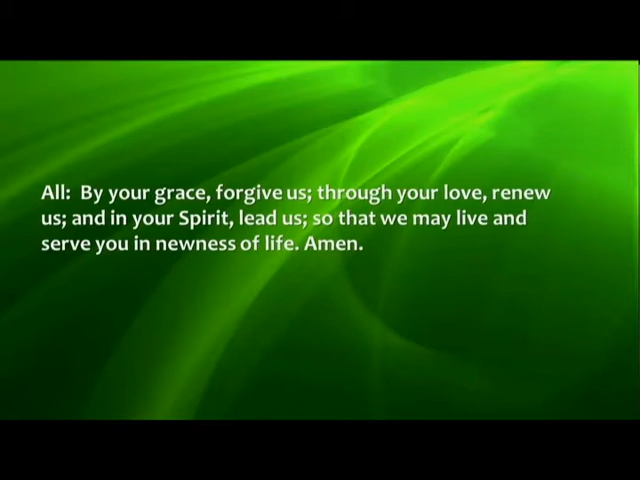 All:  By your grace, forgive us; through your love, renew
us; and in your Spirit, lead us; so that we may live and
serve you in newness of life. Amen.